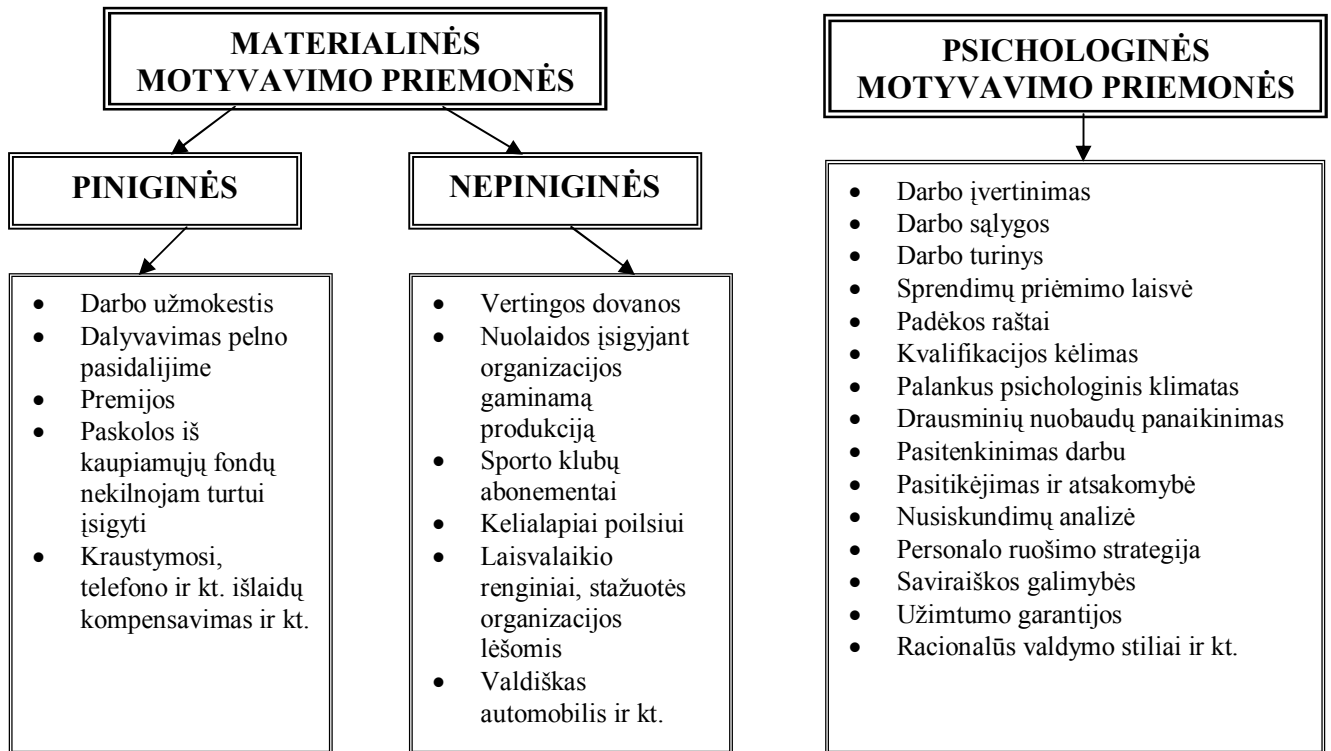 MATERIALINĖS
MOTYVAVIMO PRIEMONĖS
PINIGINĖS
• Darbo užmokestis
• Dalyvavimas pelno
pasidalijime
• Premijos
• Paskolos iš
kaupiamųjų fondų
nekilnojam turtui
įsigyti
• Kraustymosi,
telefono ir kt. išlaidų
kompensavimas ir kt.
NEPINIGINĖS
• Vertingos dovanos
• Nuolaidos įsigyjant
organizacijos
gaminamą
produkciją
• Sporto klubų
abonementai
• Kelialapiai poilsiui
• Laisvalaikio
renginiai, stažuotės
organizacijos
lėšomis
• Valdiškas
automobilis ir kt.
PSICHOLOGINĖS
MOTYVAVIMO PRIEMONĖS
• Darbo įvertinimas
• Darbo sąlygos
• Darbo turinys
• Sprendimų priėmimo laisvė
• Padėkos raštai
• Kvalifikacijos kėlimas
• Palankus psichologinis klimatas
• Drausminių nuobaudų panaikinimas
• Pasitenkinimas darbu
• Pasitikėjimas ir atsakomybė
• Nusiskundimų analizė
• Personalo ruošimo strategija
• Saviraiškos galimybės
• Užimtumo garantijos
• Racionalūs valdymo stiliai ir kt.